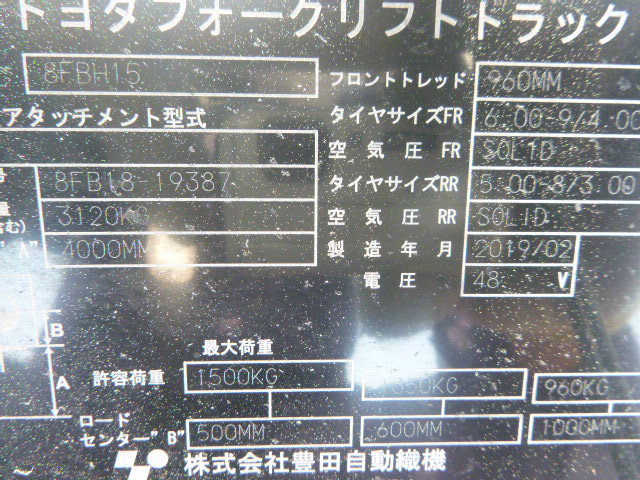 トヨタフォークリフトトラック
8FBH15 フロントトレッド 960MM
アタッチメント型式 タイヤサイズFR 6.00-9/4.00
空気圧 FR SOLID
8FB18-19387 タイヤサイズRR 5.00-8/3.00
3120KG 空気圧 RR SOLID
"A" 4000MM 製造年月 2019/02
電圧 48 V
B
最大荷重
A 許容荷重 1500KG 1350KG 960KG
ロード
センター"B" 500MM 600MM 1000MM
株式会社豊田自動織機